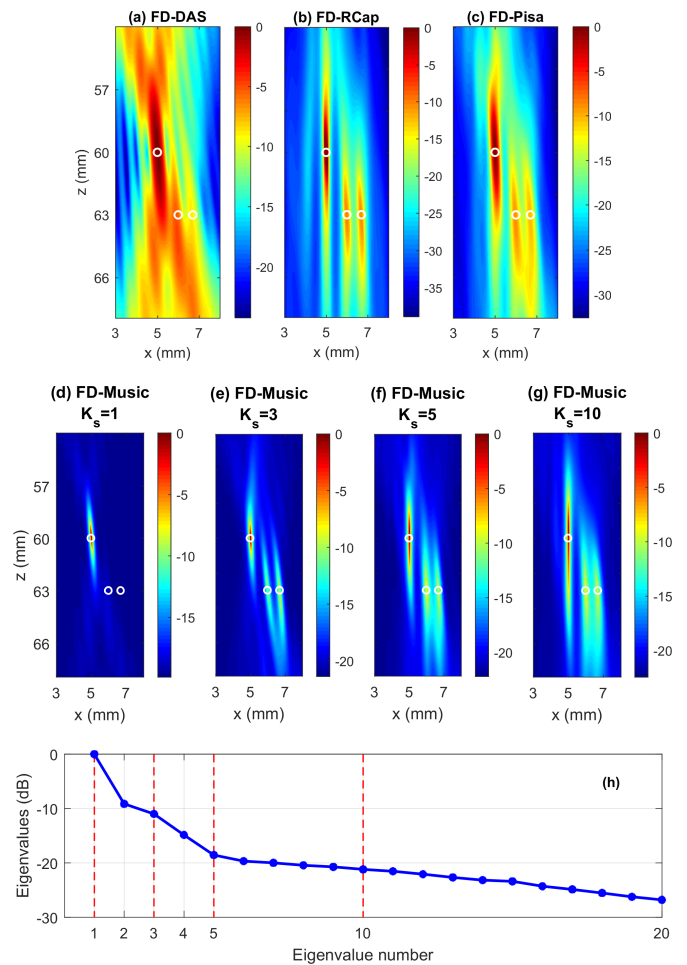 (a) FD-DAS
(b) FD-RCap
(c) FD-Pisa
57
60
63
66
z (mm)
3 5 7
x (mm)
0
-5
-10
-15
-20
3 5 7
x (mm)
0
-5
-10
-15
-20
-25
-30
-35
3 5 7
x (mm)
0
-5
-10
-15
-20
-25
-30
(d) FD-Music
K_s=1
(e) FD-Music
K_s=3
(f) FD-Music
K_s=5
(g) FD-Music
K_s=10
57
60
63
66
z (mm)
3 5 7
x (mm)
0
-5
-10
-15
3 5 7
x (mm)
0
-5
-10
-15
-20
3 5 7
x (mm)
0
-5
-10
-15
-20
3 5 7
x (mm)
0
-5
-10
-15
-20
(h)
0
-10
-20
-30
Eigenvalues (dB)
1 2 3 4 5 10 20
Eigenvalue number